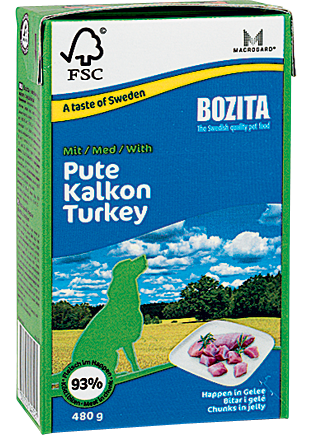 FSC
MACROGARD®
A taste of Sweden
BOZITA
The Swedish quality pet food
Mit / Med / With
Pute
Kalkon
Turkey
93%
480 g
Happen in Gelee
Bitar i gelé
Chunks in jelly